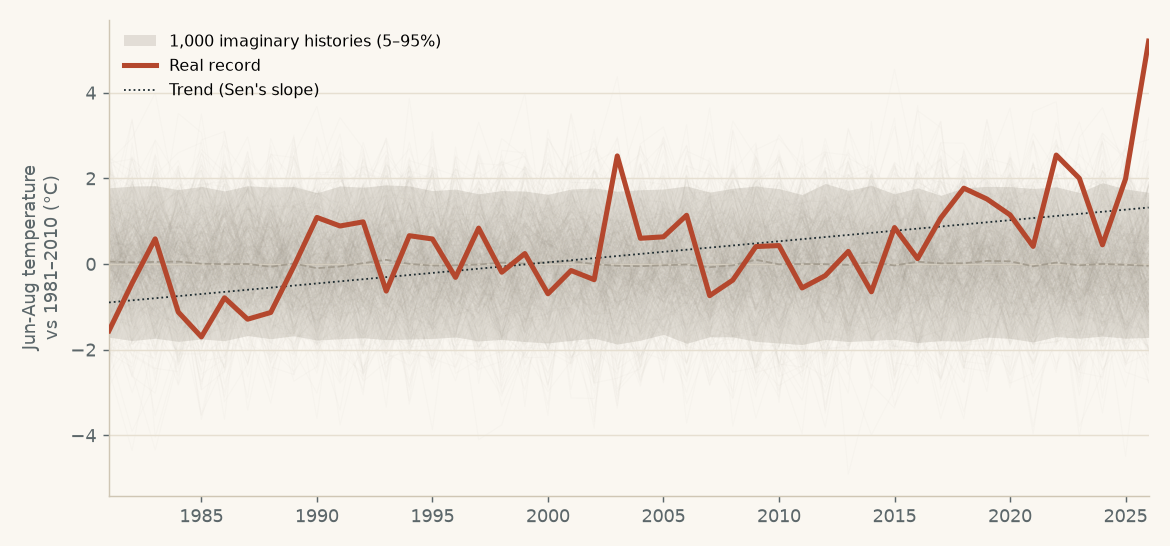 1,000 imaginary histories (5–95%)
Real record
Trend (Sen's slope)
Jun-Aug temperature
vs 1981–2010 (°C)
4
2
0
−2
−4
1985
1990
1995
2000
2005
2010
2015
2020
2025